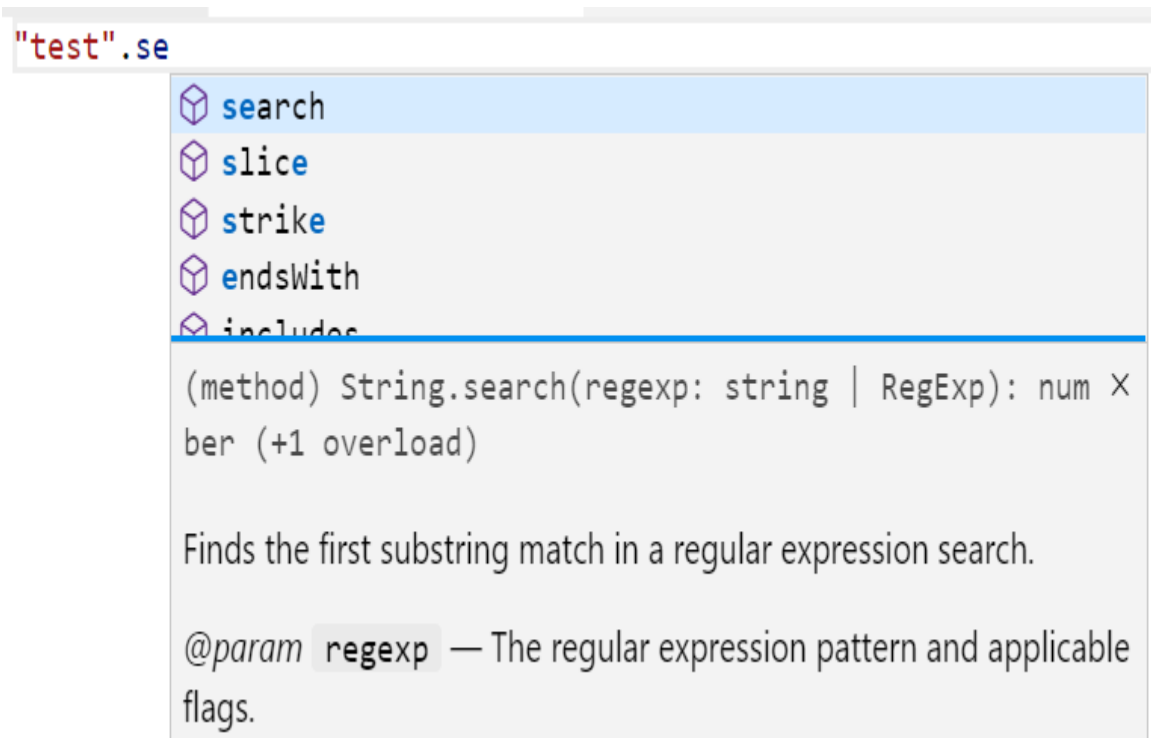 "test".se
search
slice
strike
endsWith
includes
(method) String.search(regexp: string | RegExp): num ×
ber (+1 overload)
Finds the first substring match in a regular expression search.
@param regexp — The regular expression pattern and applicable
flags.